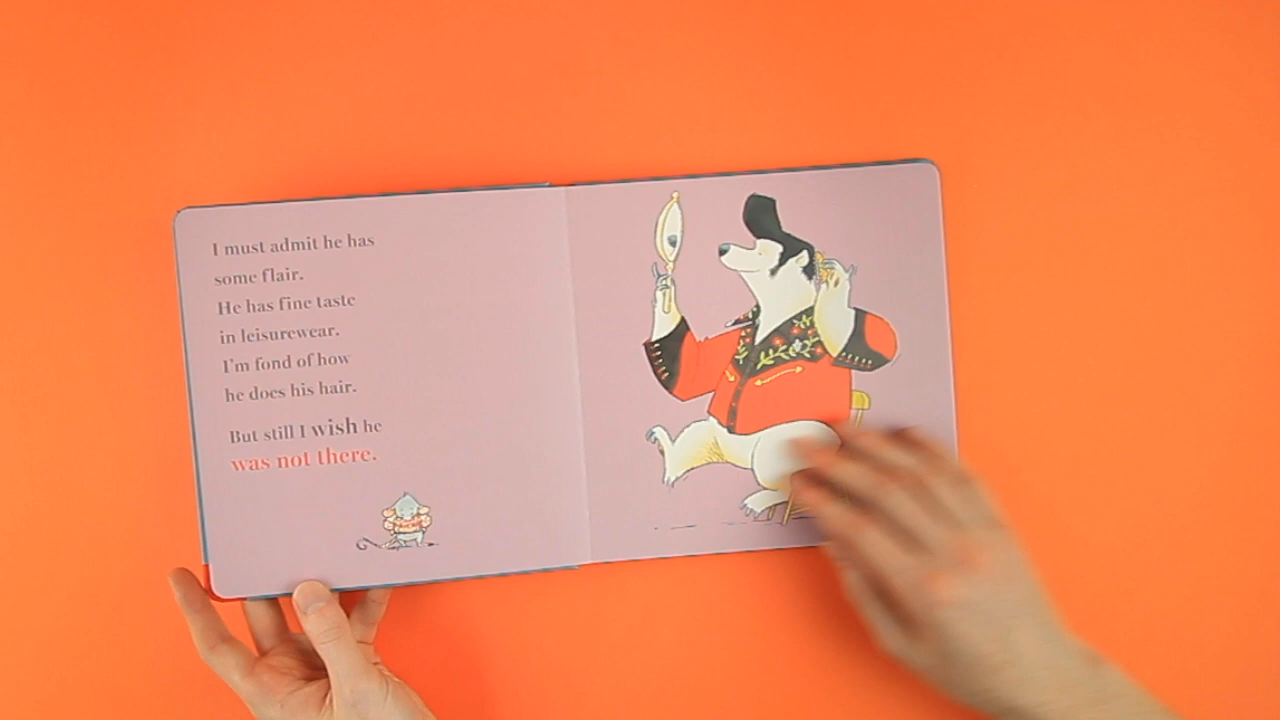 I must admit he has
some flair.
He has fine taste
in leisurewear.
I'm fond of how
he does his hair.
But still I wish he
was not there.